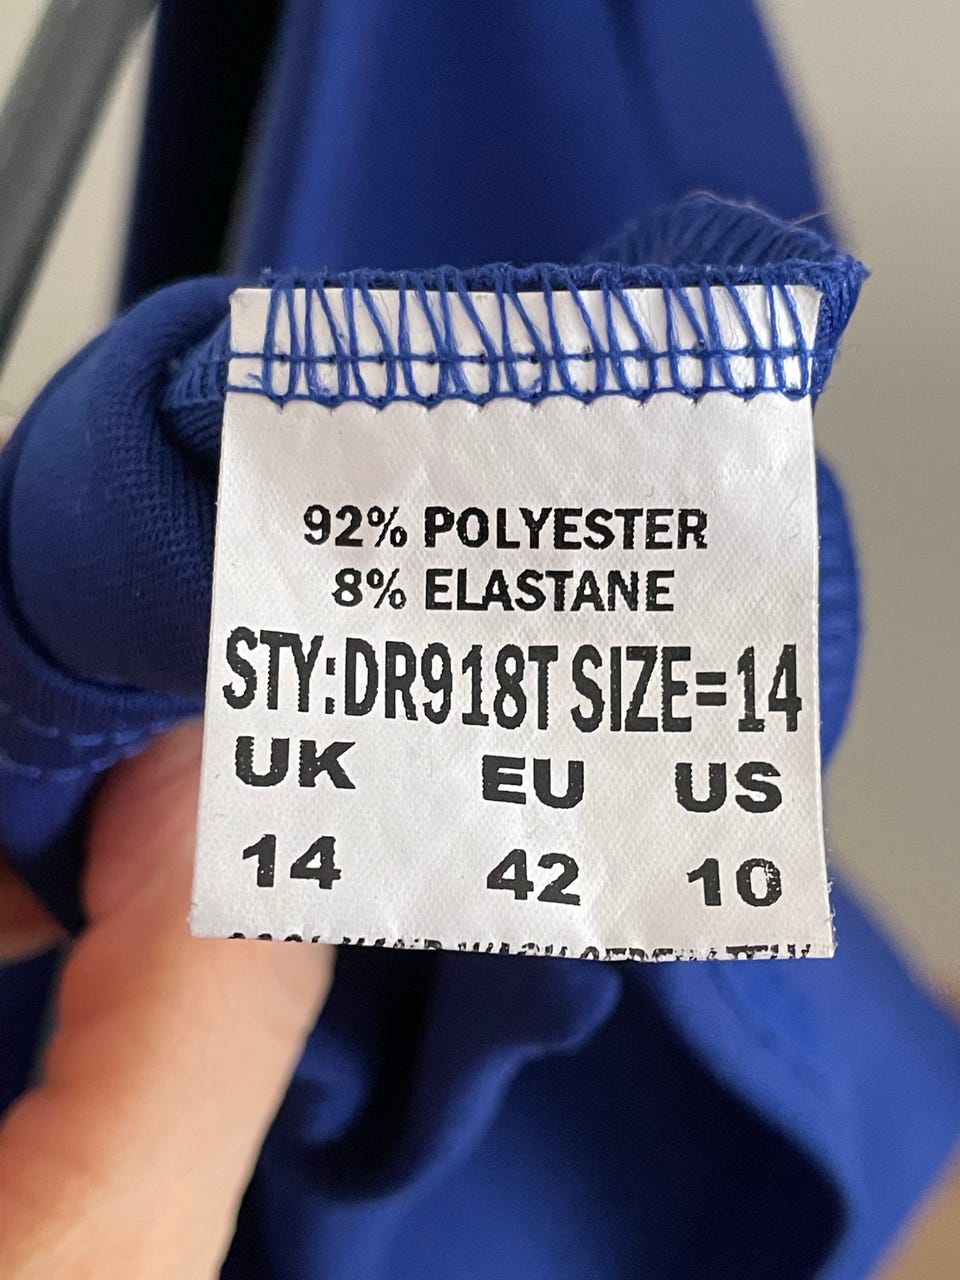 92% POLYESTER
8% ELASTANE
STY:DR918T SIZE=14
UK EU US
14 42 10